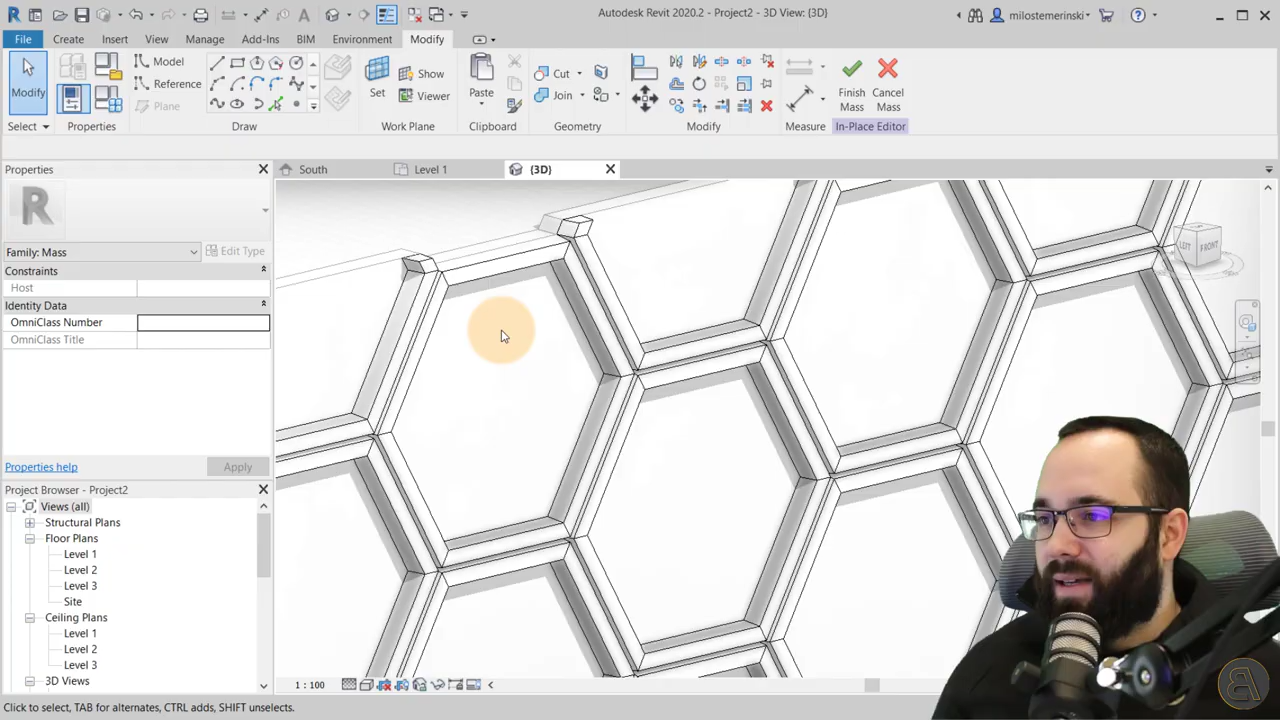 Autodesk Revit 2020.2 - Project2 - 3D View: {3D}
milostemerinski
File
Create
Insert
View
Manage
Add-Ins
BIM
Environment
Modify
Modify
Model
Reference
Plane
Set
Show
Viewer
Paste
Cut
Join
Finish
Mass
Cancel
Mass
Select
Properties
Draw
Work Plane
Clipboard
Geometry
Modify
Measure
In-Place Editor
Properties
South
Level 1
{3D}
Family: Mass
Edit Type
Constraints
Host
Identity Data
OmniClass Number
OmniClass Title
Properties help
Apply
Project Browser - Project2
Views (all)
Structural Plans
Floor Plans
Level 1
Level 2
Level 3
Site
Ceiling Plans
Level 1
Level 2
Level 3
3D Views
FRONT
1 : 100
Click to select, TAB for alternates, CTRL adds, SHIFT unselects.